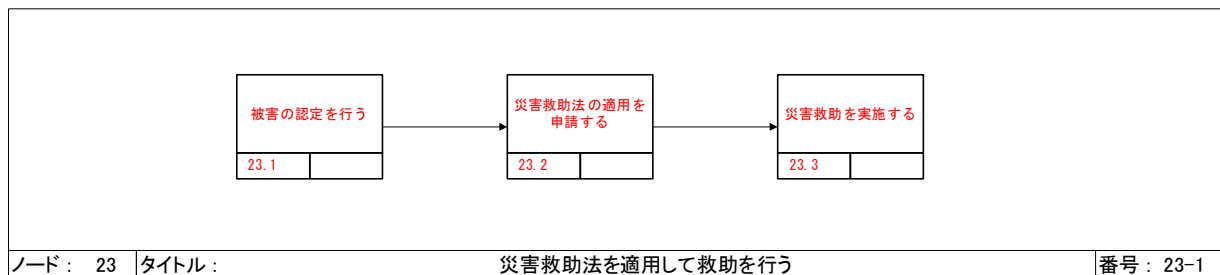 被害の認定を行う
23.1
災害救助法の適用を
申請する
23.2
災害救助を実施する
23.3
ノード： 23 タイトル： 災害救助法を適用して救助を行う 番号：23-1